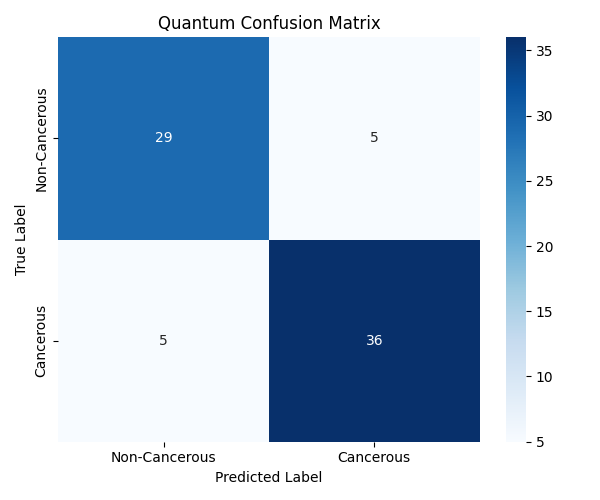 Quantum Confusion Matrix
True Label
Non-Cancerous
Cancerous
29
5
5
36
Non-Cancerous
Cancerous
Predicted Label
35
30
25
20
15
10
5